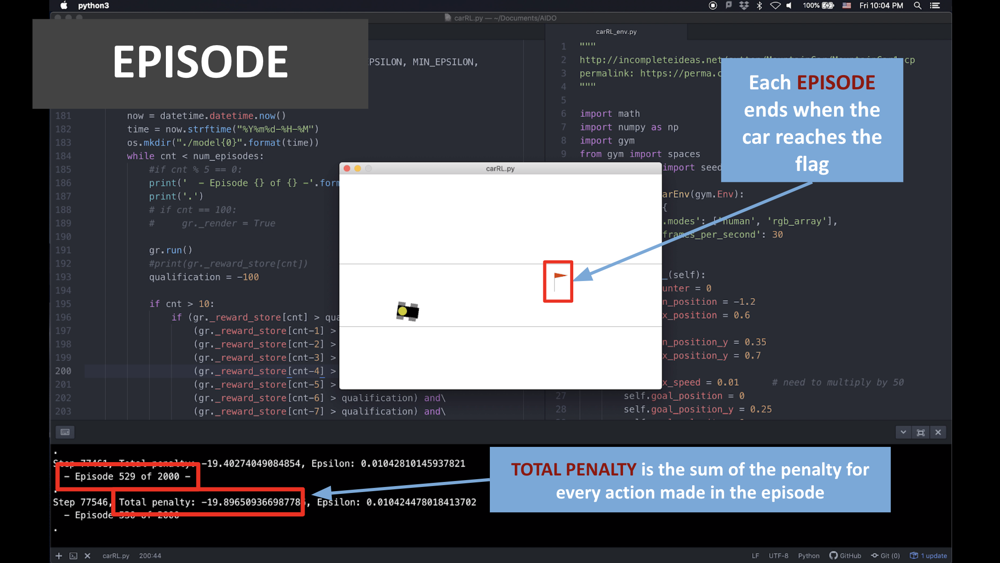 python3
100%
Fri 10:04 PM
carRL.py — ~/Documents/AIDO
EPISODE
carRL_env.py
EPSILON, MIN_EPSILON,
181 now = datetime.datetime.now()
182 time = now.strftime("%Y%m%d-%H-%M")
183 os.mkdir("./model{0}".format(time))
184 while cnt < num_episodes:
185 #if cnt % 5 == 0:
186 print('  - Episode {} of {} -'.form
187 print('.')
188 # if cnt == 100:
189 #     gr._render = True
190
191 gr.run()
192 #print(gr._reward_store[cnt])
193 qualification = -100
194
195 if cnt > 10:
196 if (gr._reward_store[cnt] > qua
197 (gr._reward_store[cnt-1] >
198 (gr._reward_store[cnt-2] >
199 (gr._reward_store[cnt-3] >
200 (gr._reward_store[cnt-4] >
201 (gr._reward_store[cnt-5] >
202 (gr._reward_store[cnt-6] > qualification) and\
203 (gr._reward_store[cnt-7] > qualification) and\
1 """
2 http://incompleteideas.net/
cp
3 permalink: https://perma.c
4 """
5
6 import math
7 import numpy as np
8 import gym
9 from gym import spaces
import seed
arEnv(gym.Env):
{
.modes': ['human', 'rgb_array'],
frames_per_second': 30
_(self):
unter = 0
n_position = -1.2
x_position = 0.6
n_position_y = 0.35
x_position_y = 0.7
x_speed = 0.01 # need to multiply by 50
27 self.goal_position = 0
28 self.goal_position_y = 0.25
Each EPISODE
ends when the
car reaches the
flag
carRL.py
.
Step 77461, Total penalty: -19.40274049084854, Epsilon: 0.01042810145937821
- Episode 529 of 2000 -
.
Step 77546, Total penalty: -19.896509366987786, Epsilon: 0.010424478018413702
- Episode 530 of 2000
.
TOTAL PENALTY is the sum of the penalty for
every action made in the episode
carRL.py 200:44
LF UTF-8 Python GitHub Git (0) 1 update